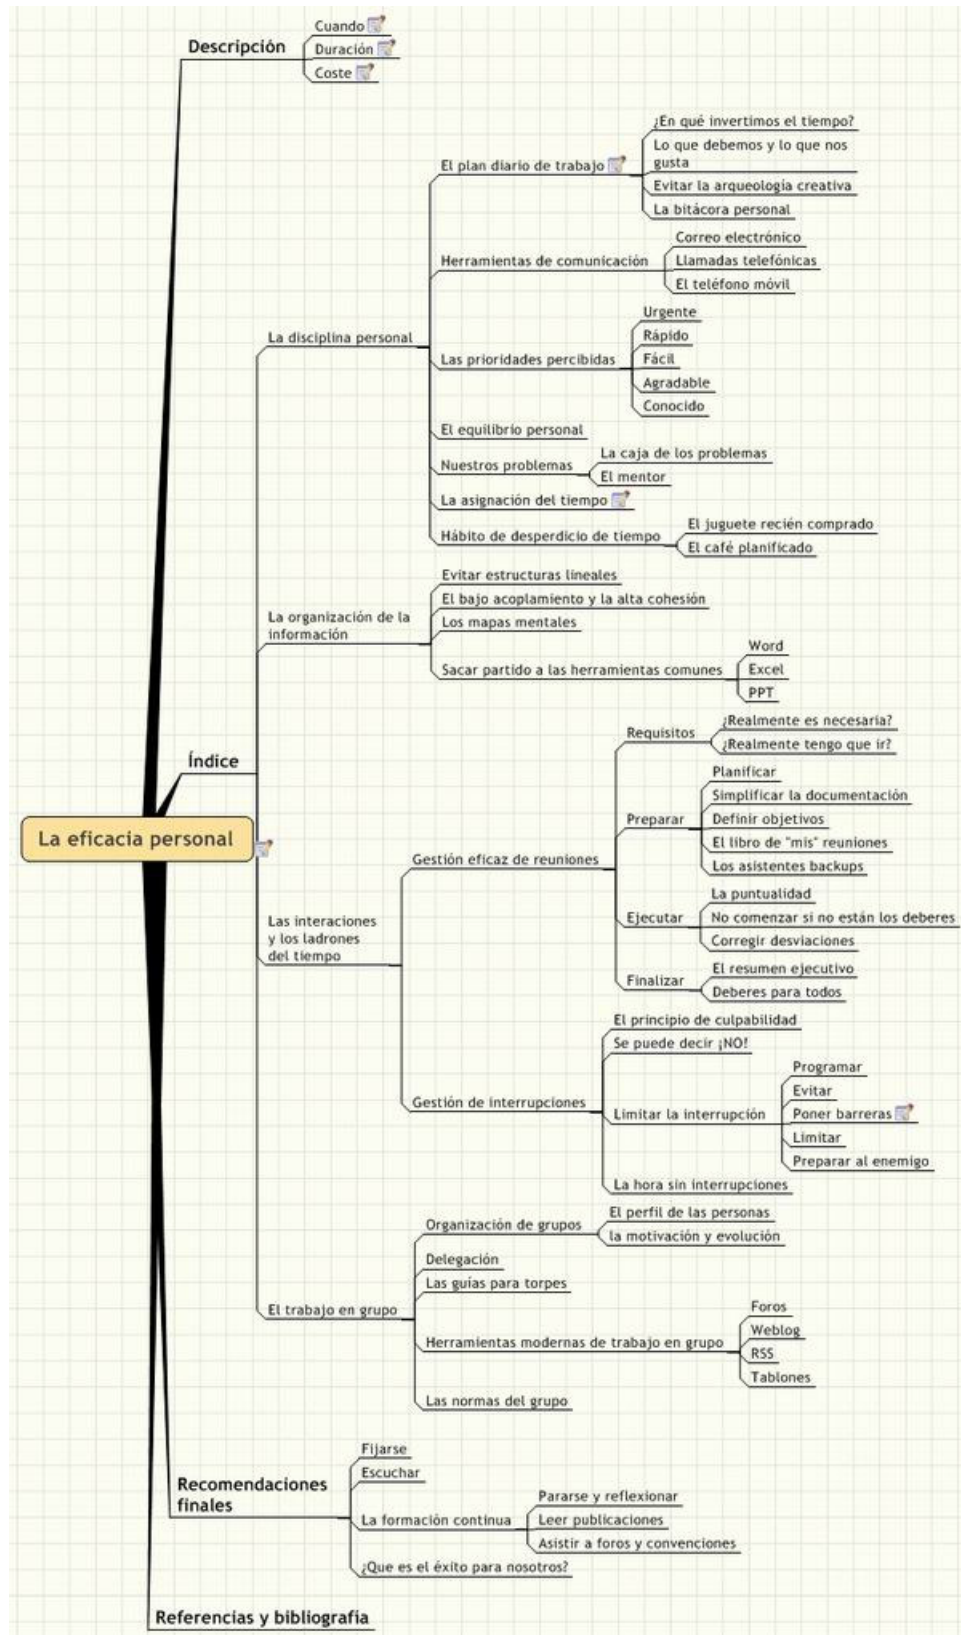 La eficacia personal
Descripción
Cuando
Duración
Coste
Índice
La disciplina personal
El plan diario de trabajo
¿En qué invertimos el tiempo?
Lo que debemos y lo que nos
gusta
Evitar la arqueología creativa
La bitácora personal
Herramientas de comunicación
Correo electrónico
Llamadas telefónicas
El teléfono móvil
Las prioridades percibidas
Urgente
Rápido
Fácil
Agradable
Conocido
El equilibrio personal
Nuestros problemas
La caja de los problemas
El mentor
La asignación del tiempo
Hábito de desperdicio de tiempo
El juguete recién comprado
El café planificado
La organización de la
información
Evitar estructuras lineales
El bajo acoplamiento y la alta cohesión
Los mapas mentales
Sacar partido a las herramientas comunes
Word
Excel
PPT
Las interaciones
y los ladrones
del tiempo
Gestión eficaz de reuniones
Requisitos
¿Realmente es necesaria?
¿Realmente tengo que ir?
Preparar
Planificar
Simplificar la documentación
Definir objetivos
El libro de "mis" reuniones
Los asistentes backups
Ejecutar
La puntualidad
No comenzar si no están los deberes
Corregir desviaciones
Finalizar
El resumen ejecutivo
Deberes para todos
Gestión de interrupciones
El principio de culpabilidad
Se puede decir ¡NO!
Limitar la interrupción
Programar
Evitar
Poner barreras
Limitar
Preparar al enemigo
La hora sin interrupciones
El trabajo en grupo
Organización de grupos
El perfil de las personas
la motivación y evolución
Delegación
Las guías para torpes
Herramientas modernas de trabajo en grupo
Foros
Weblog
RSS
Tablones
Las normas del grupo
Recomendaciones
finales
Fijarse
Escuchar
La formación continua
Pararse y reflexionar
Leer publicaciones
Asistir a foros y convenciones
¿Que es el éxito para nosotros?
Referencias y bibliografía